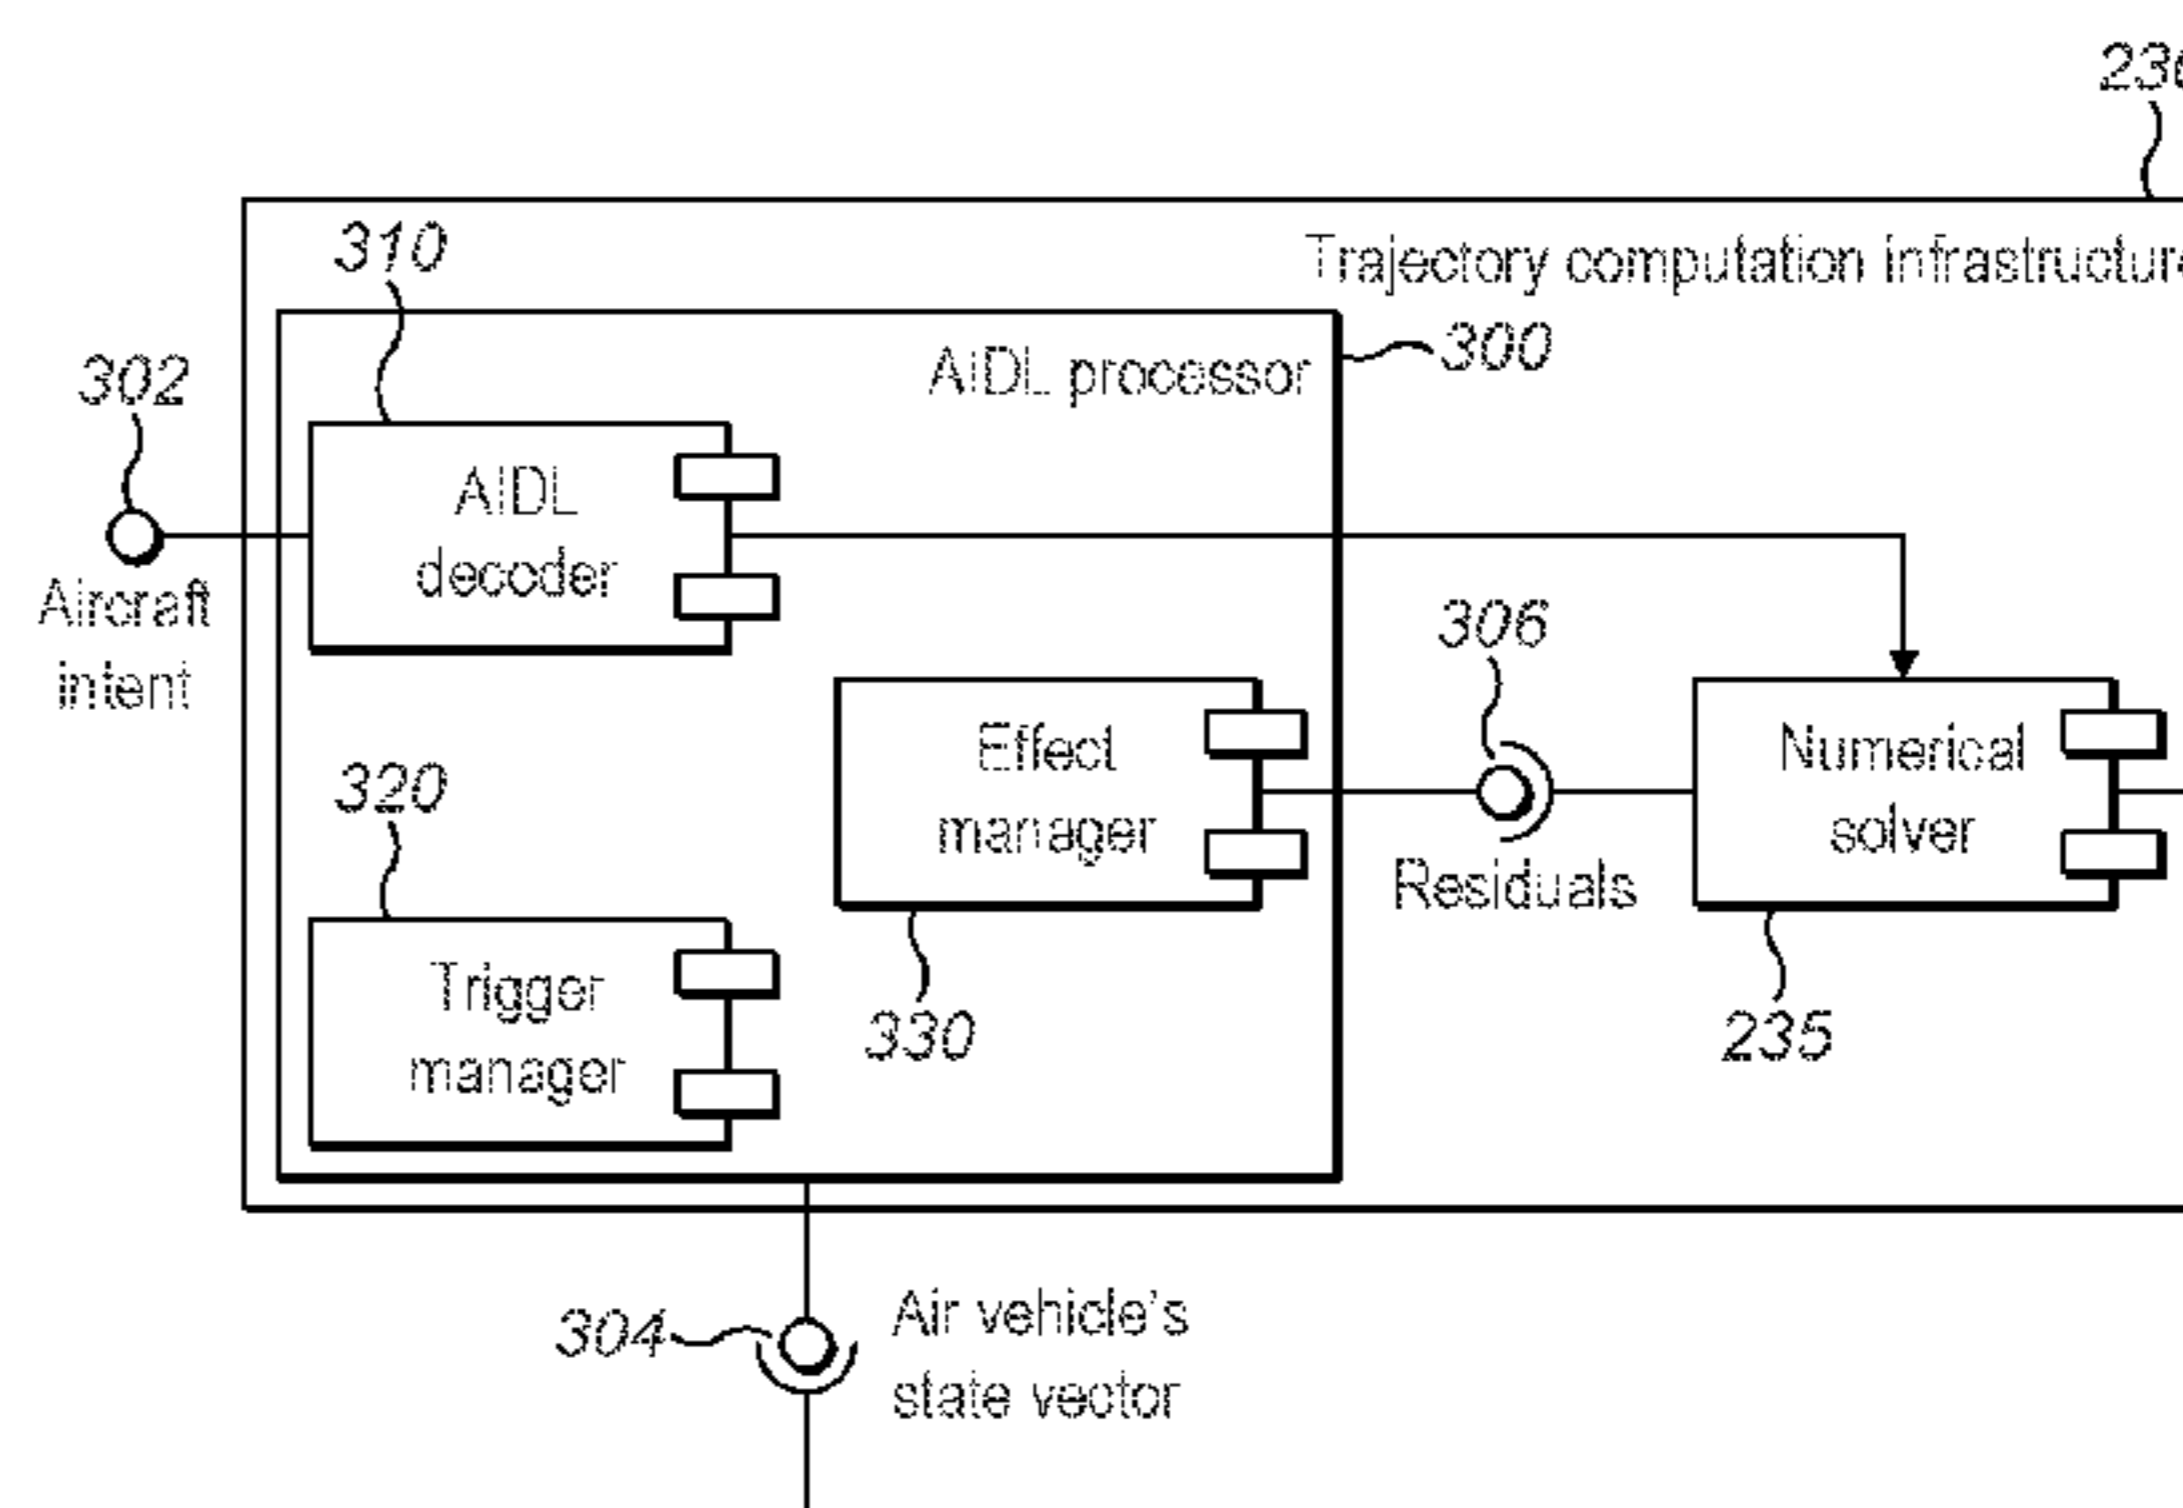 236
310
Trajectory computation infrastructure
300
AIDL processor
302
AIDL
decoder
Aircraft
intent
306
Effect
manager
Numerical
solver
320
Residuals
Trigger
manager
330
235
304
Air vehicle's
state vector